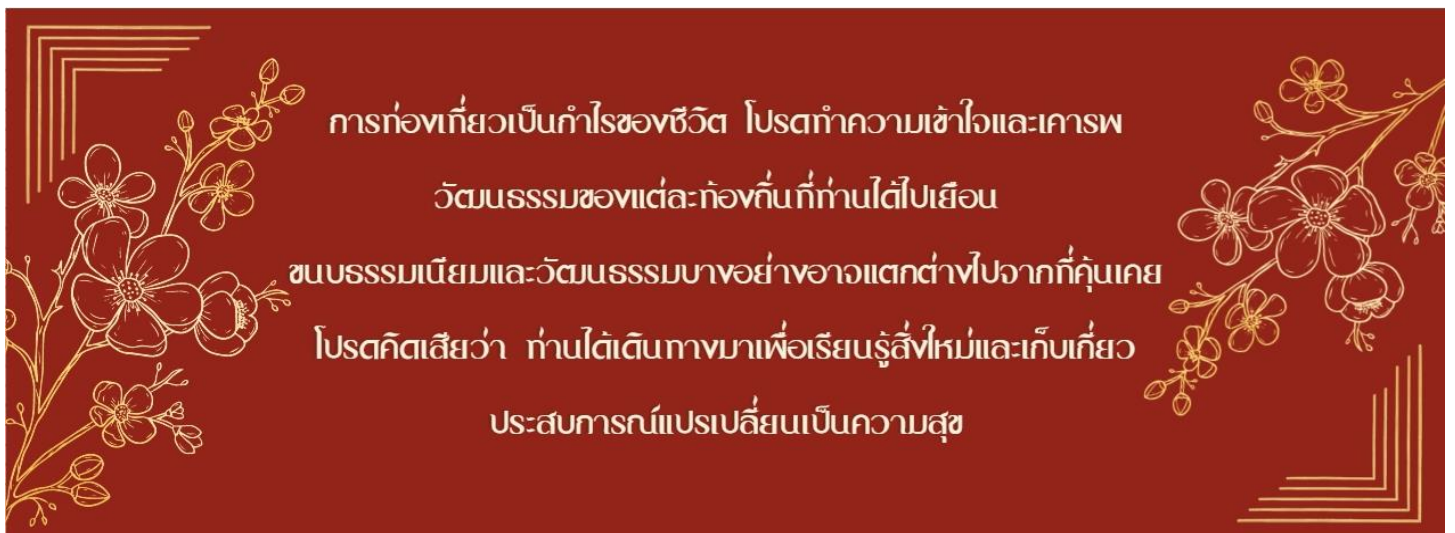 การท่องเที่ยวเป็นกำไรของชีวิต โปรดทำความเข้าใจและเคารพ
วัฒนธรรมของแต่ละท้องถิ่นที่ท่านได้ไปเยือน
ขนบธรรมเนียมและวัฒนธรรมบางอย่างอาจแตกต่างไปจากที่คุ้นเคย
โปรดคิดเสียว่า ท่านได้เดินทางมาเพื่อเรียนรู้สิ่งใหม่และเก็บเกี่ยว
ประสบการณ์แปรเปลี่ยนเป็นความสุข